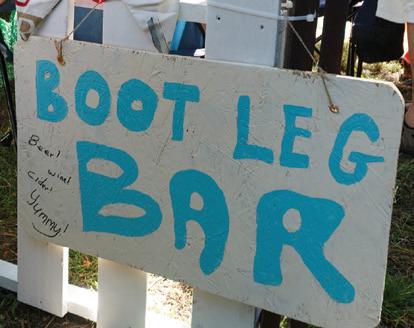 BOOT LEG
BAR
Beer!
wine!
cider!
Yummy!